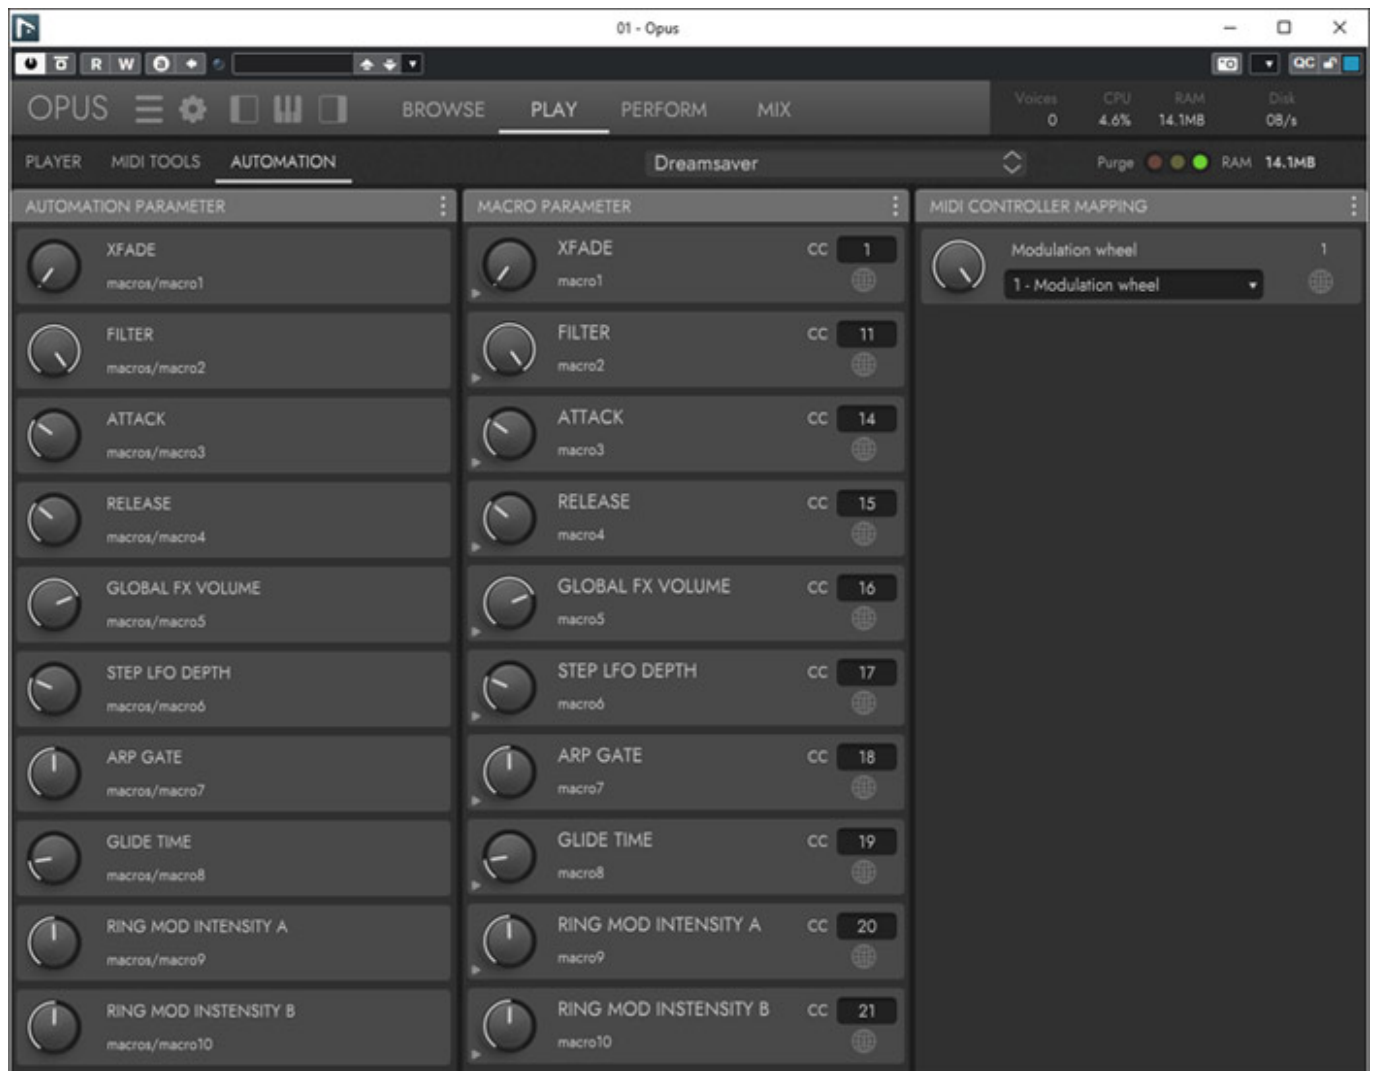 01 - Opus
R W QC
OPUS BROWSE PLAY PERFORM MIX Voices CPU RAM Disk
0 4.6% 14.1MB 0B/s
PLAYER MIDI TOOLS AUTOMATION Dreamsaver Purge RAM 14.1MB
AUTOMATION PARAMETER MACRO PARAMETER MIDI CONTROLLER MAPPING
XFADE XFADE CC 1 Modulation wheel 1
macros/macro1 macro1 1 - Modulation wheel
FILTER FILTER CC 11
macros/macro2 macro2
ATTACK ATTACK CC 14
macros/macro3 macro3
RELEASE RELEASE CC 15
macros/macro4 macro4
GLOBAL FX VOLUME GLOBAL FX VOLUME CC 16
macros/macro5 macro5
STEP LFO DEPTH STEP LFO DEPTH CC 17
macros/macro6 macro6
ARP GATE ARP GATE CC 18
macros/macro7 macro7
GLIDE TIME GLIDE TIME CC 19
macros/macro8 macro8
RING MOD INTENSITY A RING MOD INTENSITY A CC 20
macros/macro9 macro9
RING MOD INSTENSITY B RING MOD INSTENSITY B CC 21
macros/macro10 macro10